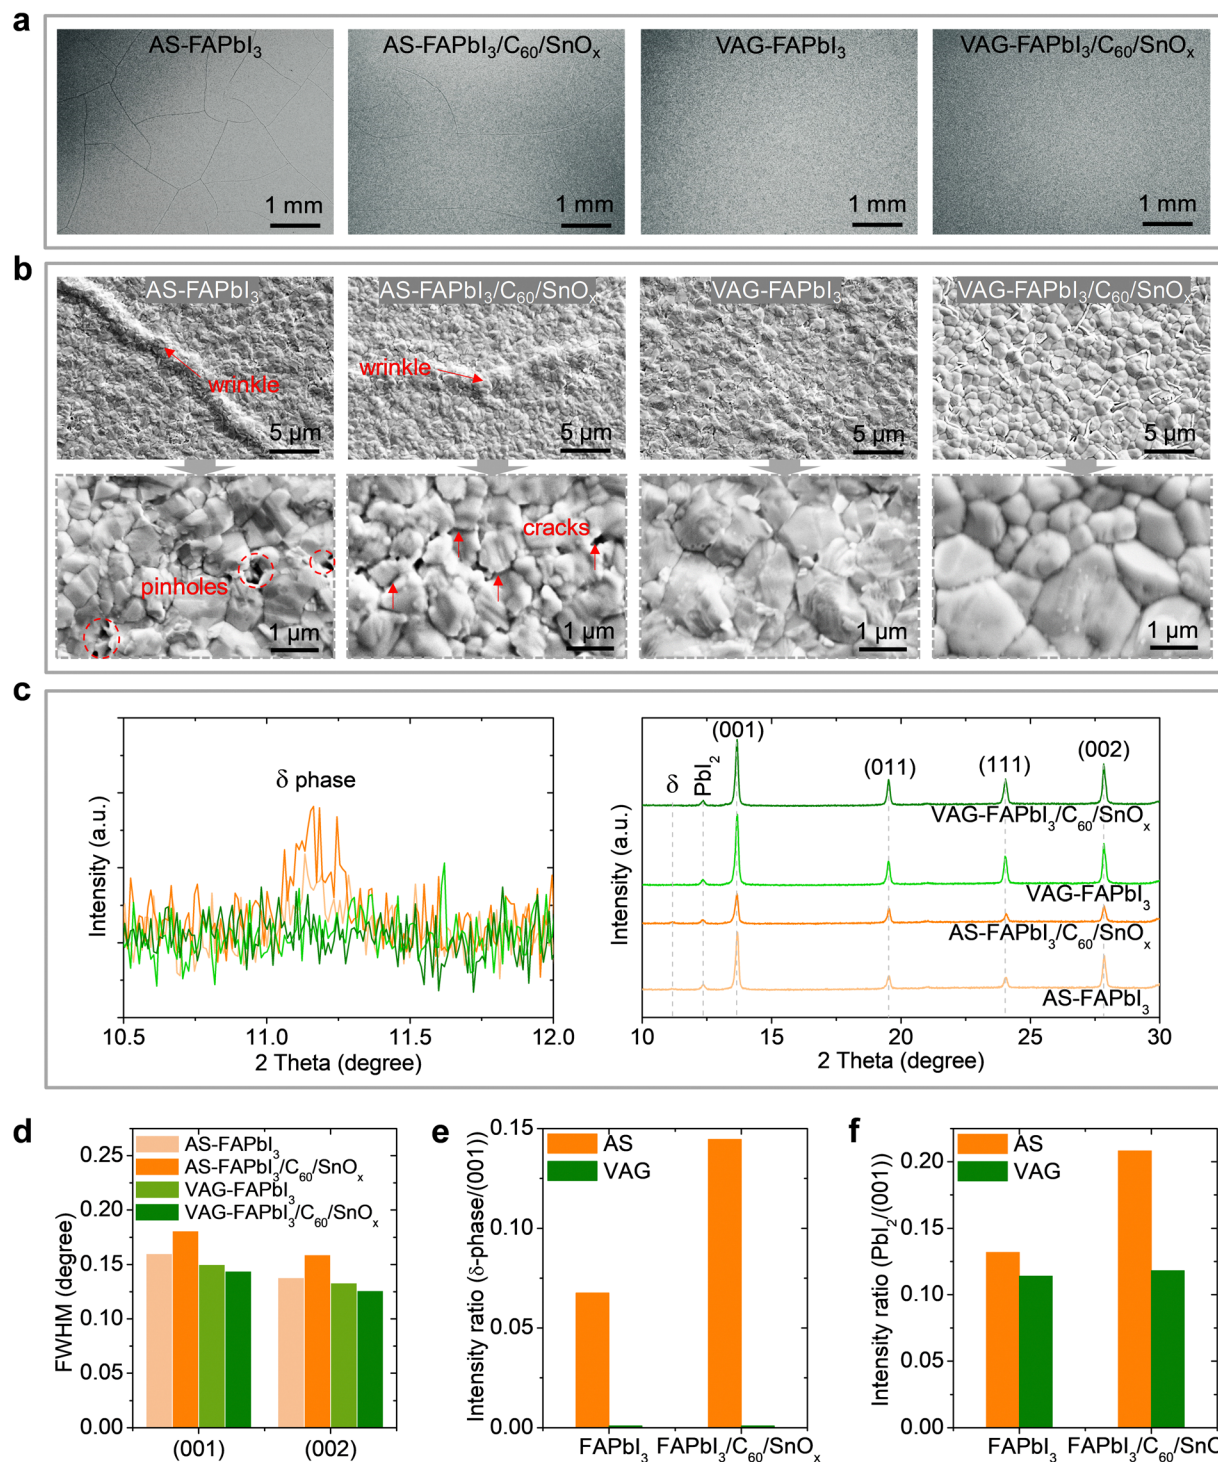 a
AS-FAPbI3
AS-FAPbI3/C60/SnOx
VAG-FAPbI3
VAG-FAPbI3/C60/SnOx
1 mm
1 mm
1 mm
1 mm
b
AS-FAPbI3
AS-FAPbI3/C60/SnOx
VAG-FAPbI3
VAG-FAPbI3/C60/SnOx
wrinkle
wrinkle
5 µm
5 µm
5 µm
5 µm
pinholes
cracks
1 µm
1 µm
1 µm
1 µm
c
δ phase
Intensity (a.u.)
10.5
11.0
11.5
12.0
2 Theta (degree)
(001)
(011)
(111)
(002)
δ
PbI2
VAG-FAPbI3/C60/SnOx
VAG-FAPbI3
AS-FAPbI3/C60/SnOx
AS-FAPbI3
Intensity (a.u.)
10
15
20
25
30
2 Theta (degree)
d
AS-FAPbI3
AS-FAPbI3/C60/SnOx
VAG-FAPbI3
VAG-FAPbI3/C60/SnOx
0.25
0.20
0.15
0.10
0.05
0.00
FWHM (degree)
(001)
(002)
e
AS
VAG
0.15
0.10
0.05
0.00
Intensity ratio (δ-phase/(001))
FAPbI3
FAPbI3/C60/SnOx
f
AS
VAG
0.20
0.15
0.10
0.05
0.00
Intensity ratio (PbI2/(001))
FAPbI3
FAPbI3/C60/SnO